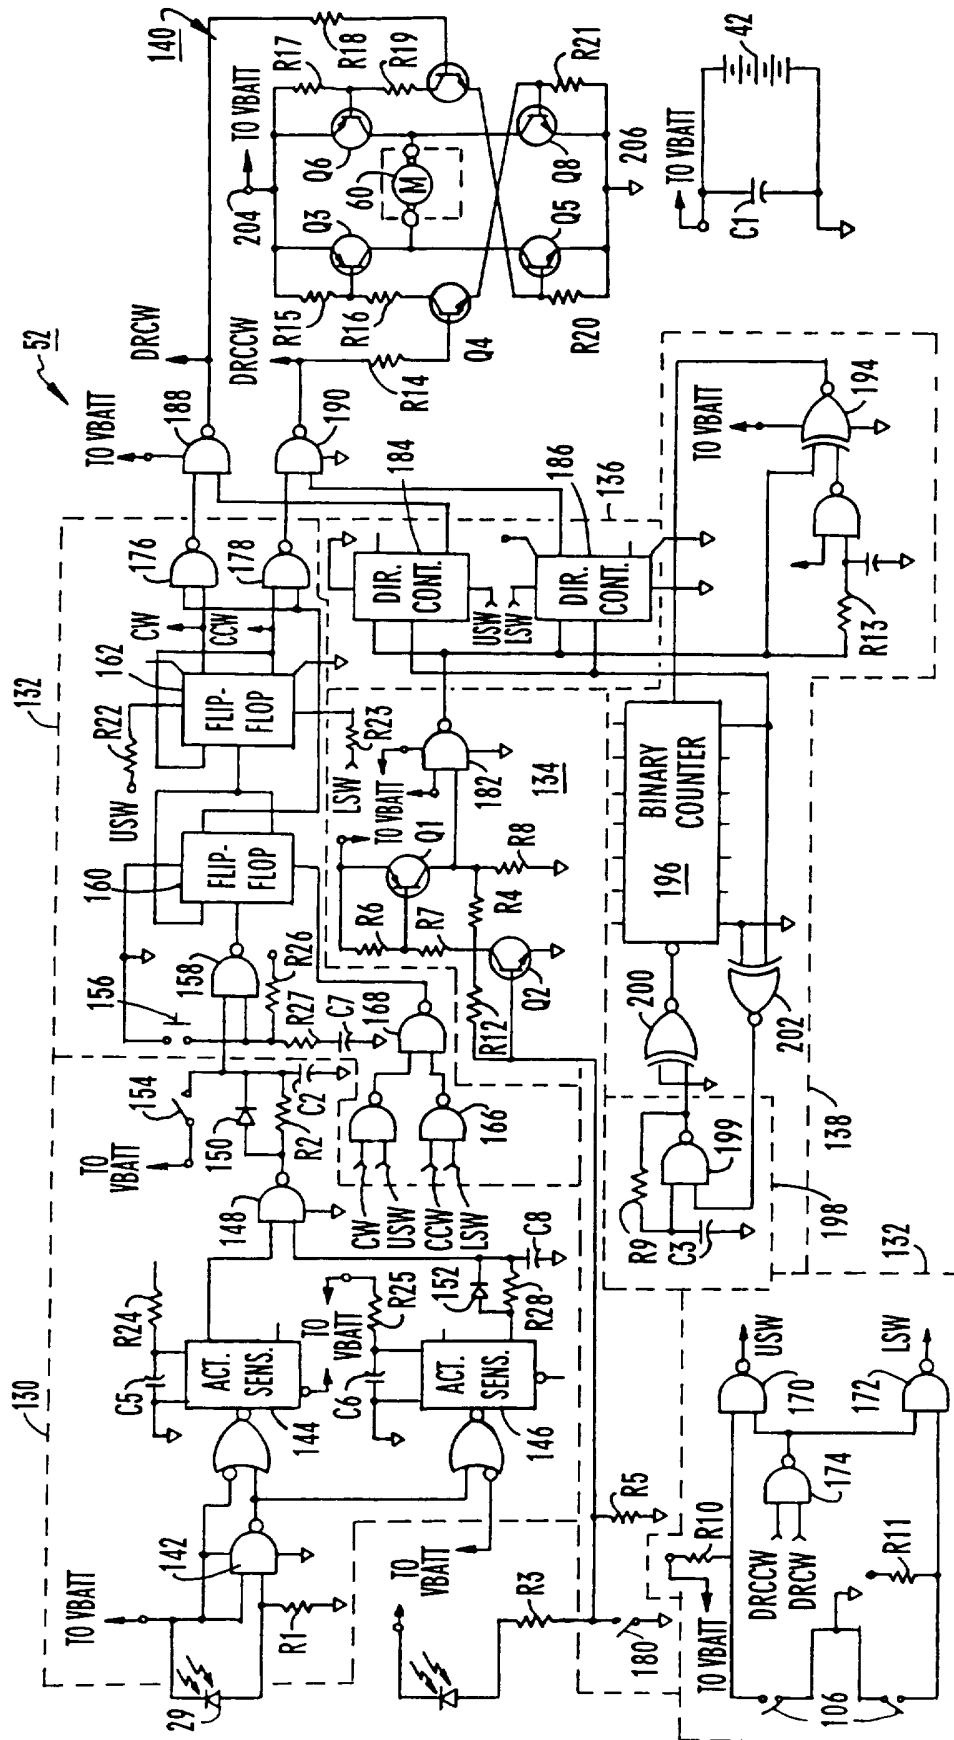 52
140
132
130
TO VBATT
142
R1
29
C5
R24
ACT.
SENS.
144
TO
VBATT
148
154
TO
VBATT
150
R2
C2
156
158
R26
R27
C7
160
FLIP-
FLOP
USW
R22
162
FLIP-
FLOP
CW
CCW
176
178
TO VBATT
188
190
DRCW
DRCCW
204
TO VBATT
R17
R18
R19
Q6
Q3
60
M
R15
R16
R14
Q4
Q8
Q5
R21
R20
206
TO VBATT
42
C1
TO
VBATT
C6
R25
ACT.
SENS.
146
152
R28
C8
CW
USW
CCW
LSW
166
168
R12
Q2
R6
R7
Q1
R4
R8
TO VBATT
LSW
R23
182
134
184
DIR.
CONT.
USW
LSW
186
DIR.
CONT.
136
R3
180
R5
R9
C3
199
198
200
196
BINARY
COUNTER
202
138
R13
TO VBATT
194
132
R10
TO VBATT
106
DRCCW
DRCW
174
R11
170
172
USW
LSW